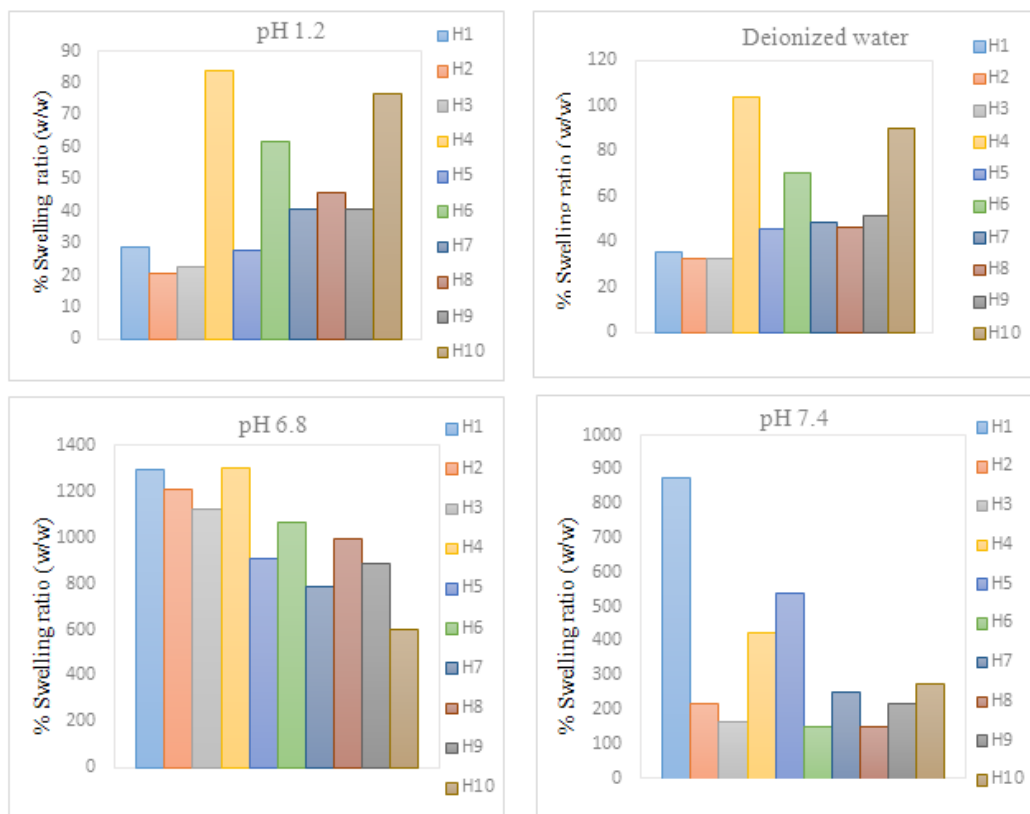 pH 1.2
% Swelling ratio (w/w)
90
80
70
60
50
40
30
20
10
0
H1
H2
H3
H4
H5
H6
H7
H8
H9
H10
Deionized water
% Swelling ratio (w/w)
120
100
80
60
40
20
0
H1
H2
H3
H4
H5
H6
H7
H8
H9
H10
pH 6.8
% Swelling ratio (w/w)
1400
1200
1000
800
600
400
200
0
H1
H2
H3
H4
H5
H6
H7
H8
H9
H10
pH 7.4
% Swelling ratio (w/w)
1000
900
800
700
600
500
400
300
200
100
0
H1
H2
H3
H4
H5
H6
H7
H8
H9
H10